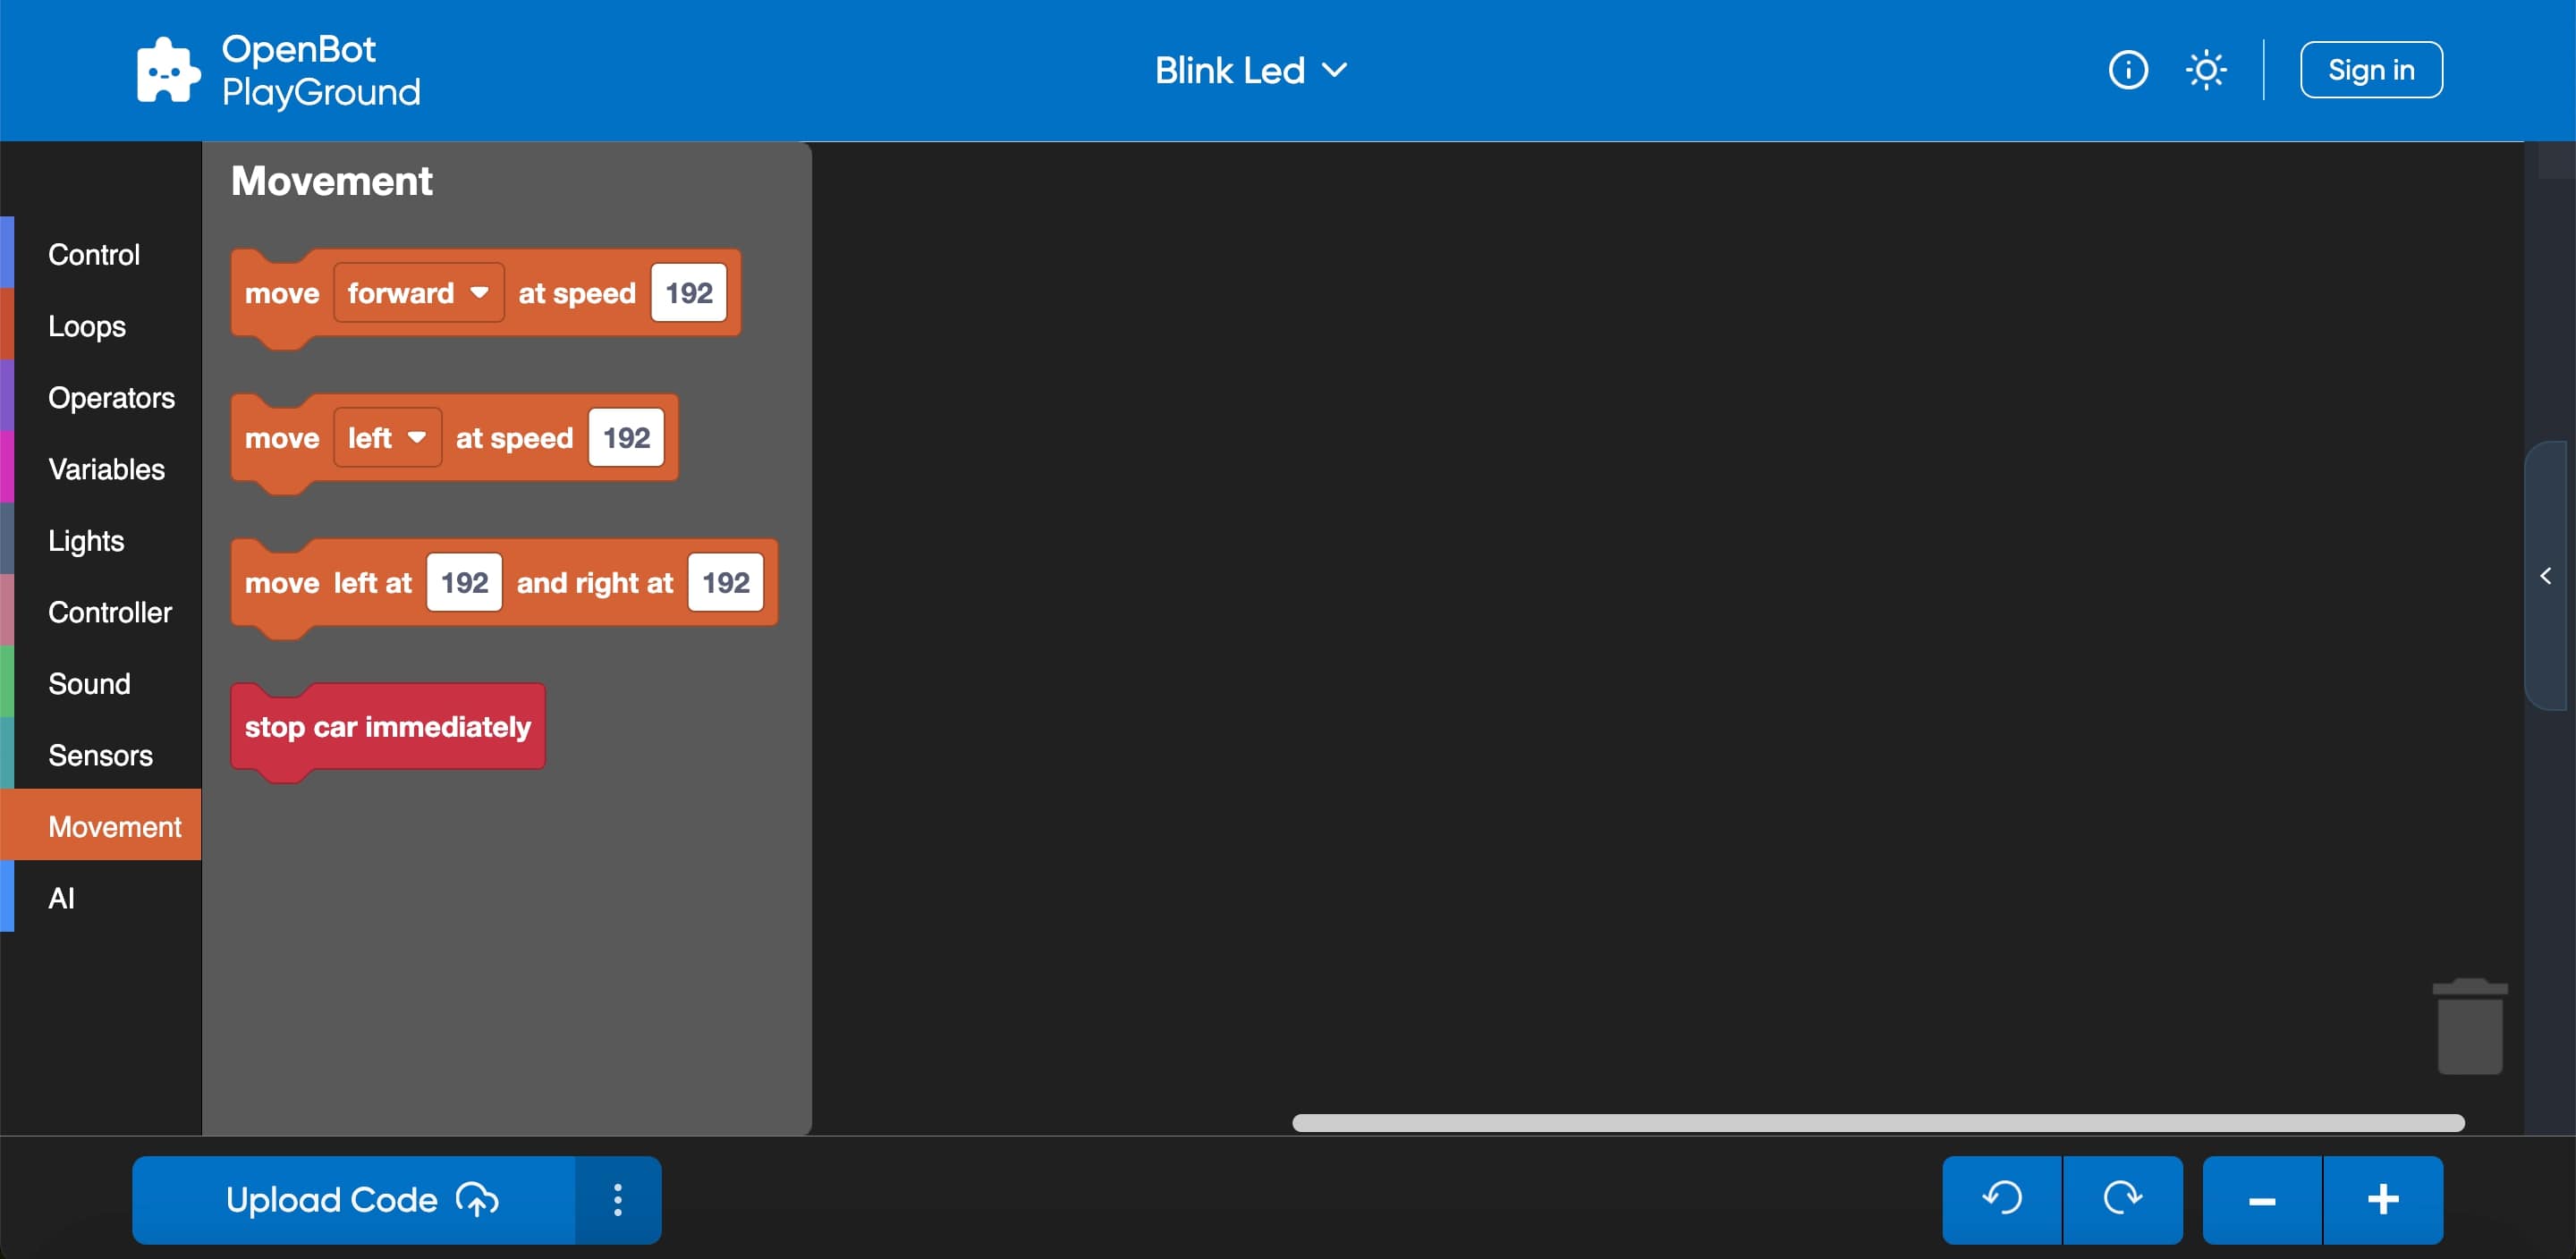 OpenBot
PlayGround
Blink Led
Sign in
Control
Loops
Operators
Variables
Lights
Controller
Sound
Sensors
Movement
AI
Movement
move forward at speed 192
move left at speed 192
move left at 192 and right at 192
stop car immediately
Upload Code